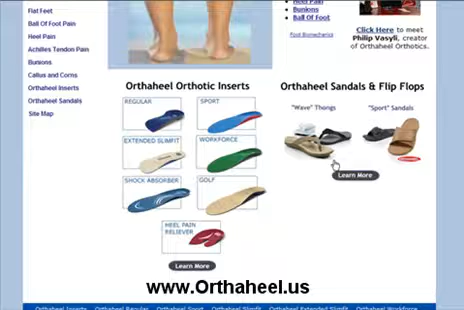 Flat Feet
Ball Of Foot Pain
Heel Pain
Achilles Tendon Pain
Bunions
Callus and Corns
Orthaheel Inserts
Orthaheel Sandals
Site Map
Heel Pain
Bunions
Ball Of Foot
Foot Biomechanics
Click Here to meet
Philip Vasyli, creator
of Orthaheel Orthotics.
Orthaheel Orthotic Inserts
REGULAR
SPORT
EXTENDED SLIMFIT
WORKFORCE
SHOCK ABSORBER
GOLF
HEEL PAIN
RELIEVER
Learn More
Orthaheel Sandals & Flip Flops
"Wave" Thongs
"Sport" Sandals
Learn More
www.Orthaheel.us
Orthaheel Inserts Orthaheel Regular Orthaheel Sport Orthaheel Slimfit Orthaheel Extended Slimfit Orthaheel Workforce